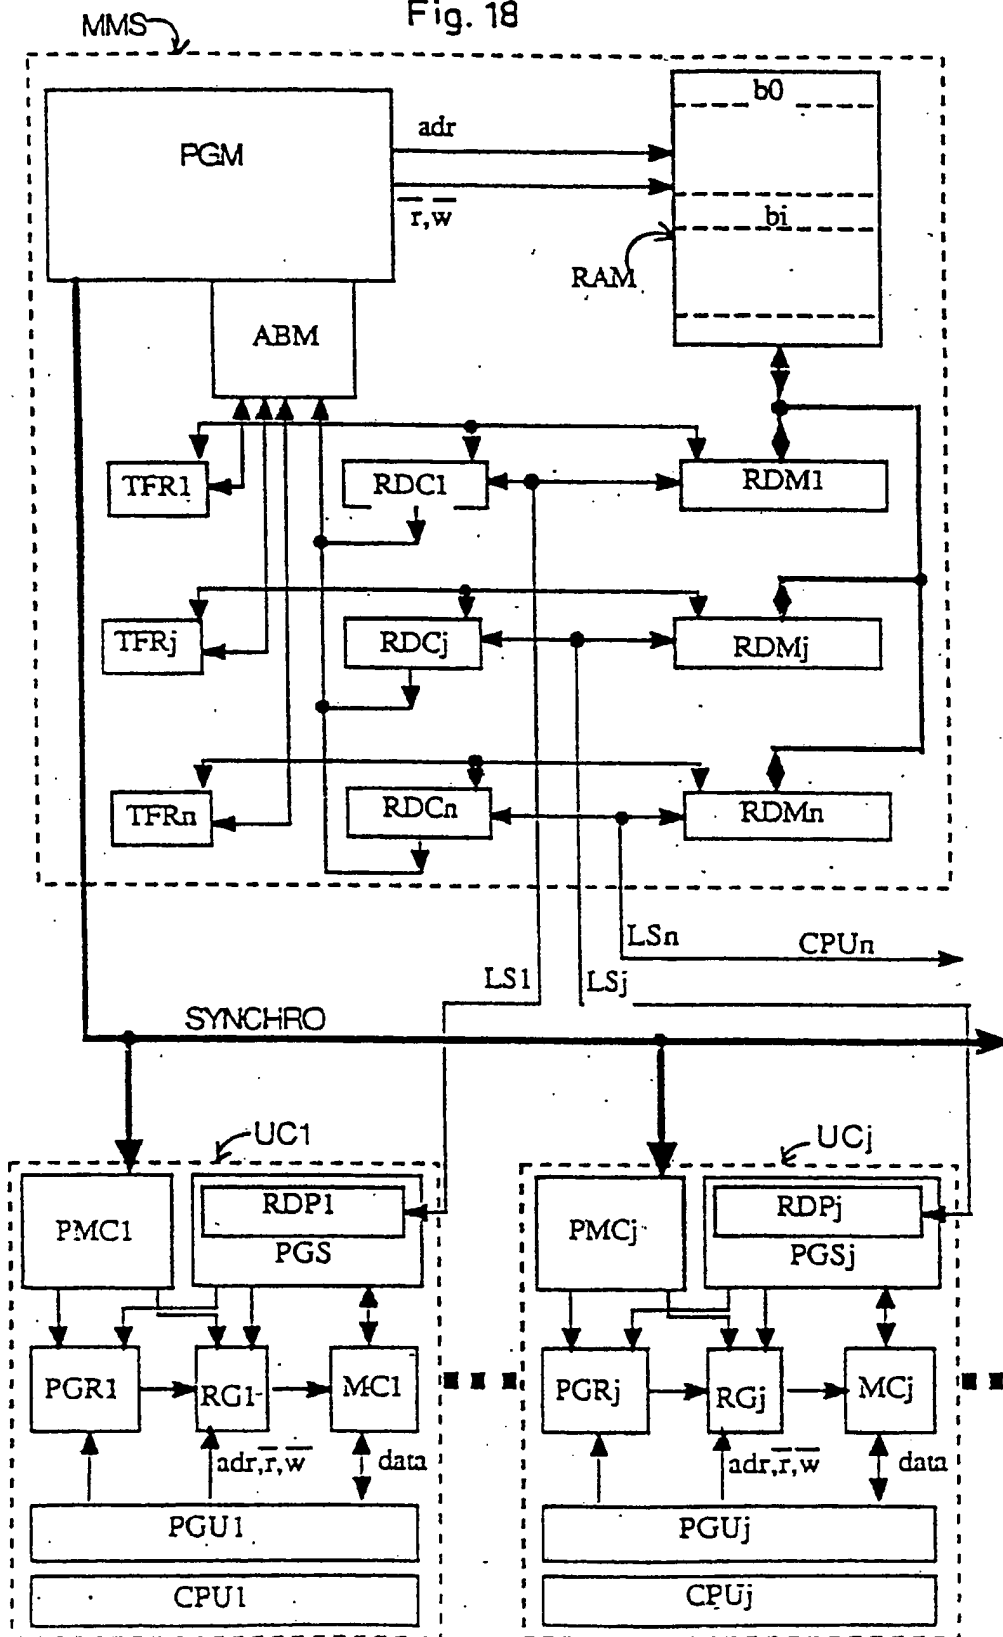 Fig. 18
MMS
b0
adr
PGM
r̅,w̅
bi
RAM
ABM
TFR1
RDC1
RDM1
TFRj
RDCj
RDMj
TFRn
RDCn
RDMn
LSn
CPUn
LS1
LSj
SYNCHRO
UC1
UCj
RDP1
RDPj
PMC1
PGS
PMCj
PGSj
PGR1
RG1
MC1
PGRj
RGj
MCj
adr,r̅,w̅
data
adr,r̅,w̅
data
PGU1
PGUj
CPU1
CPUj